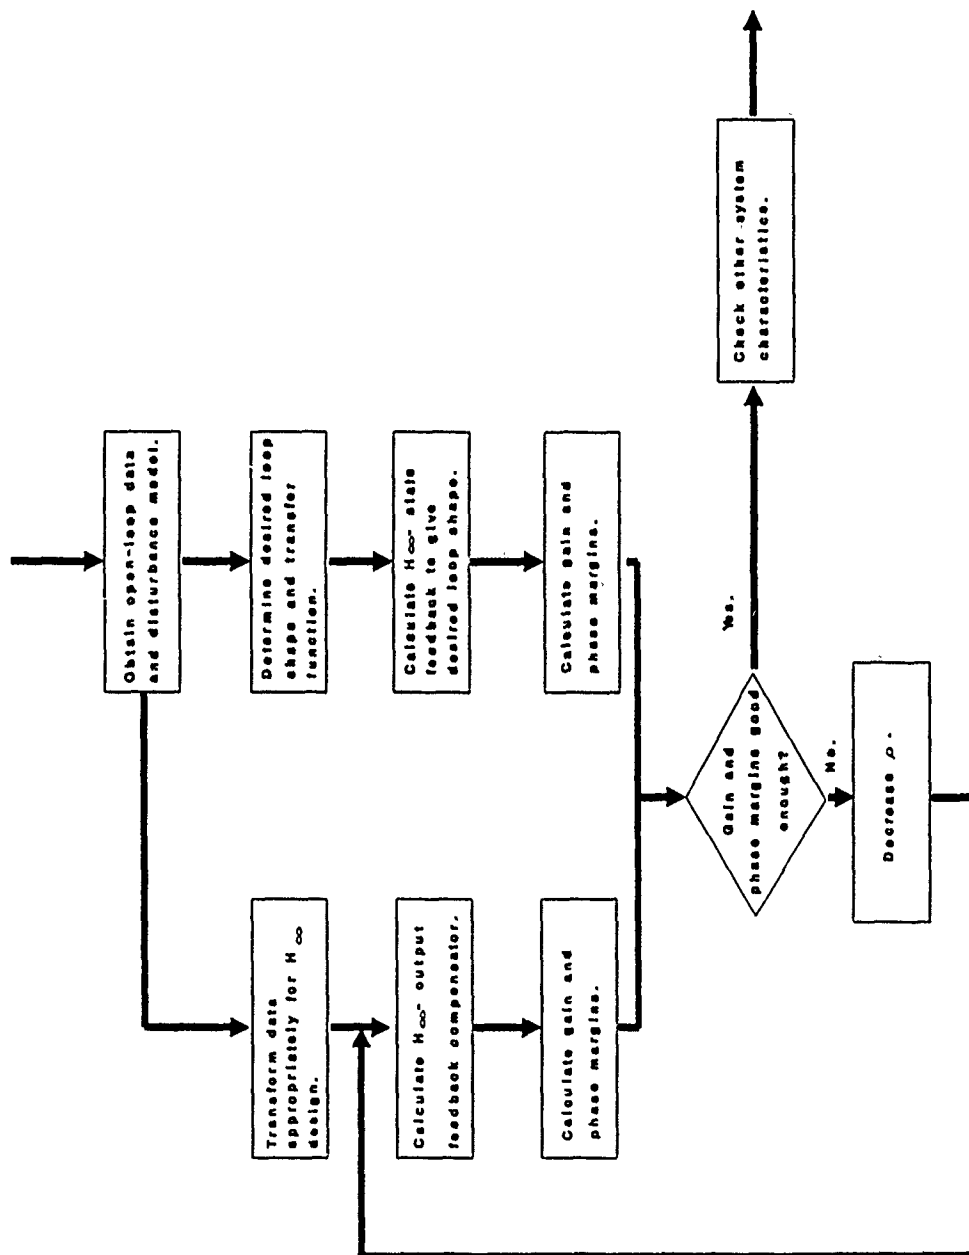 Obtain open-loop data
and disturbance model.
Determine desired loop
shape and transfer
function.
Calculate H∞- state
feedback to give
desired loop shape.
Calculate gain and
phase margins.
Transform data
appropriately for H∞
design.
Calculate H∞- output
feedback compensator.
Calculate gain and
phase margins.
Gain and
phase margins good
enough?
Yes.
No.
Check other system
characteristics.
Decrease ρ.